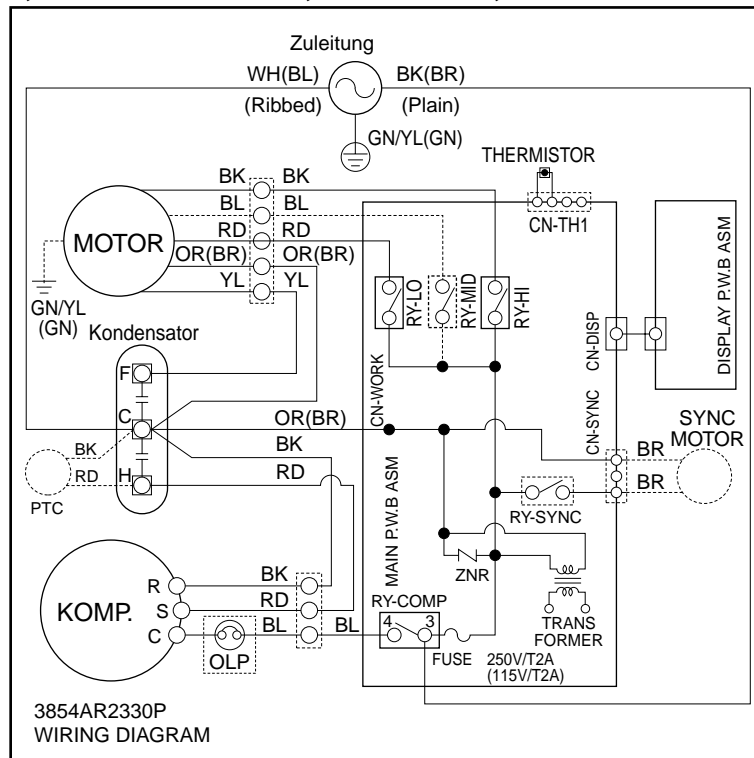 Zuleitung
WH(BL)
BK(BR)
(Ribbed)
(Plain)
GN/YL(GN)
THERMISTOR
CN-TH1
BK
BK
BL
BL
RD
RD
OR(BR)
OR(BR)
YL
YL
MOTOR
GN/YL
(GN)
RY-LO
RY-MID
RY-HI
CN-DISP
DISPLAY P.W.B ASM
Kondensator
F
C
H
CN-WORK
OR(BR)
BK
RD
BK
RD
PTC
CN-SYNC
SYNC
MOTOR
BR
BR
RY-SYNC
MAIN P.W.B ASM
ZNR
TRANS
FORMER
KOMP.
R
S
C
BK
RD
BL
BL
OLP
RY-COMP
4
3
FUSE
250V/T2A
(115V/T2A)
3854AR2330P
WIRING DIAGRAM